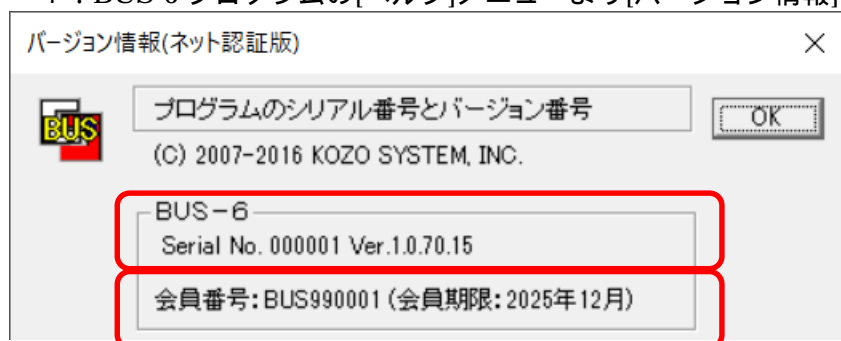 バージョン情報(ネット認証版)
BUS
プログラムのシリアル番号とバージョン番号
OK
(C) 2007-2016 KOZO SYSTEM, INC.
BUS-6
Serial No. 000001 Ver.1.0.70.15
会員番号:BUS990001 (会員期限:2025年12月)